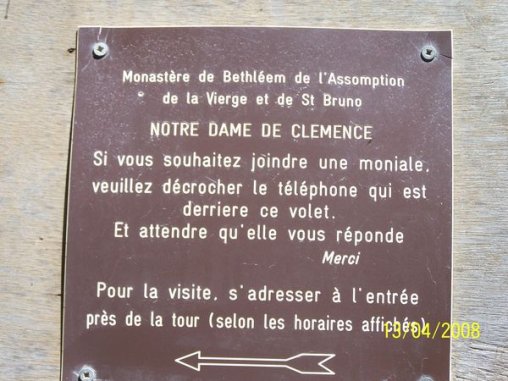 Monastère de Bethléem de l'Assomption
de la Vierge et de St Bruno
NOTRE DAME DE CLEMENCE
Si vous souhaitez joindre une moniale,
veuillez décrocher le téléphone qui est
derriere ce volet.
Et attendre qu'elle vous réponde
Merci
Pour la visite, s'adresser à l'entrée
près de la tour (selon les horaires affichés)
13/04/2008